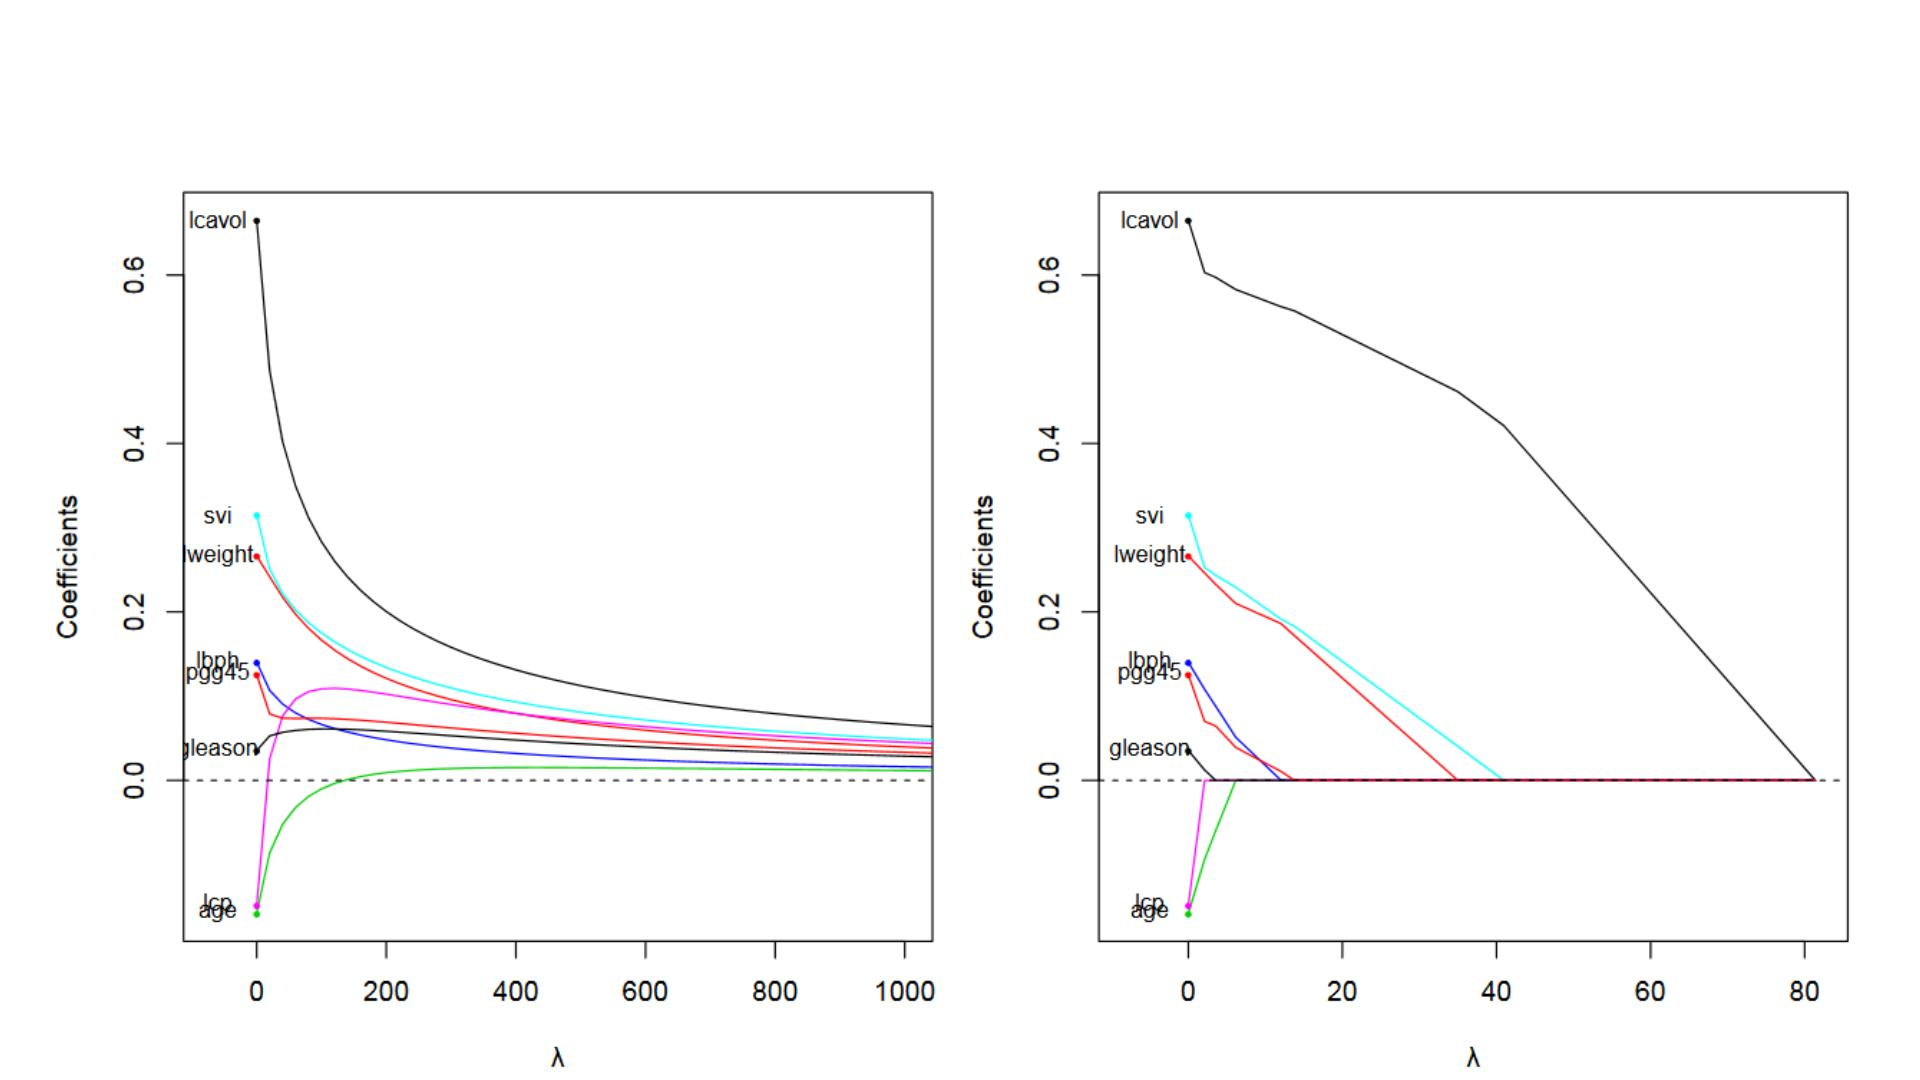 Coefficients
0.6
0.4
0.2
0.0
lcavol
svi
lweight
lbph
pgg45
gleason
lcp
age
0 200 400 600 800 1000
λ
Coefficients
0.6
0.4
0.2
0.0
lcavol
svi
lweight
lbph
pgg45
gleason
lcp
age
0 20 40 60 80
λ